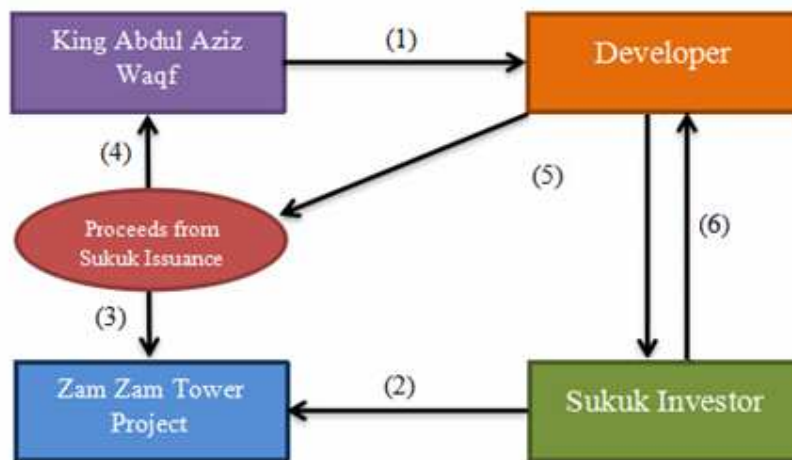 King Abdul Aziz
Waqf
(1)
Developer
(4)
(5)
(6)
Proceeds from
Sukuk Issuance
(3)
Zam Zam Tower
Project
(2)
Sukuk Investor